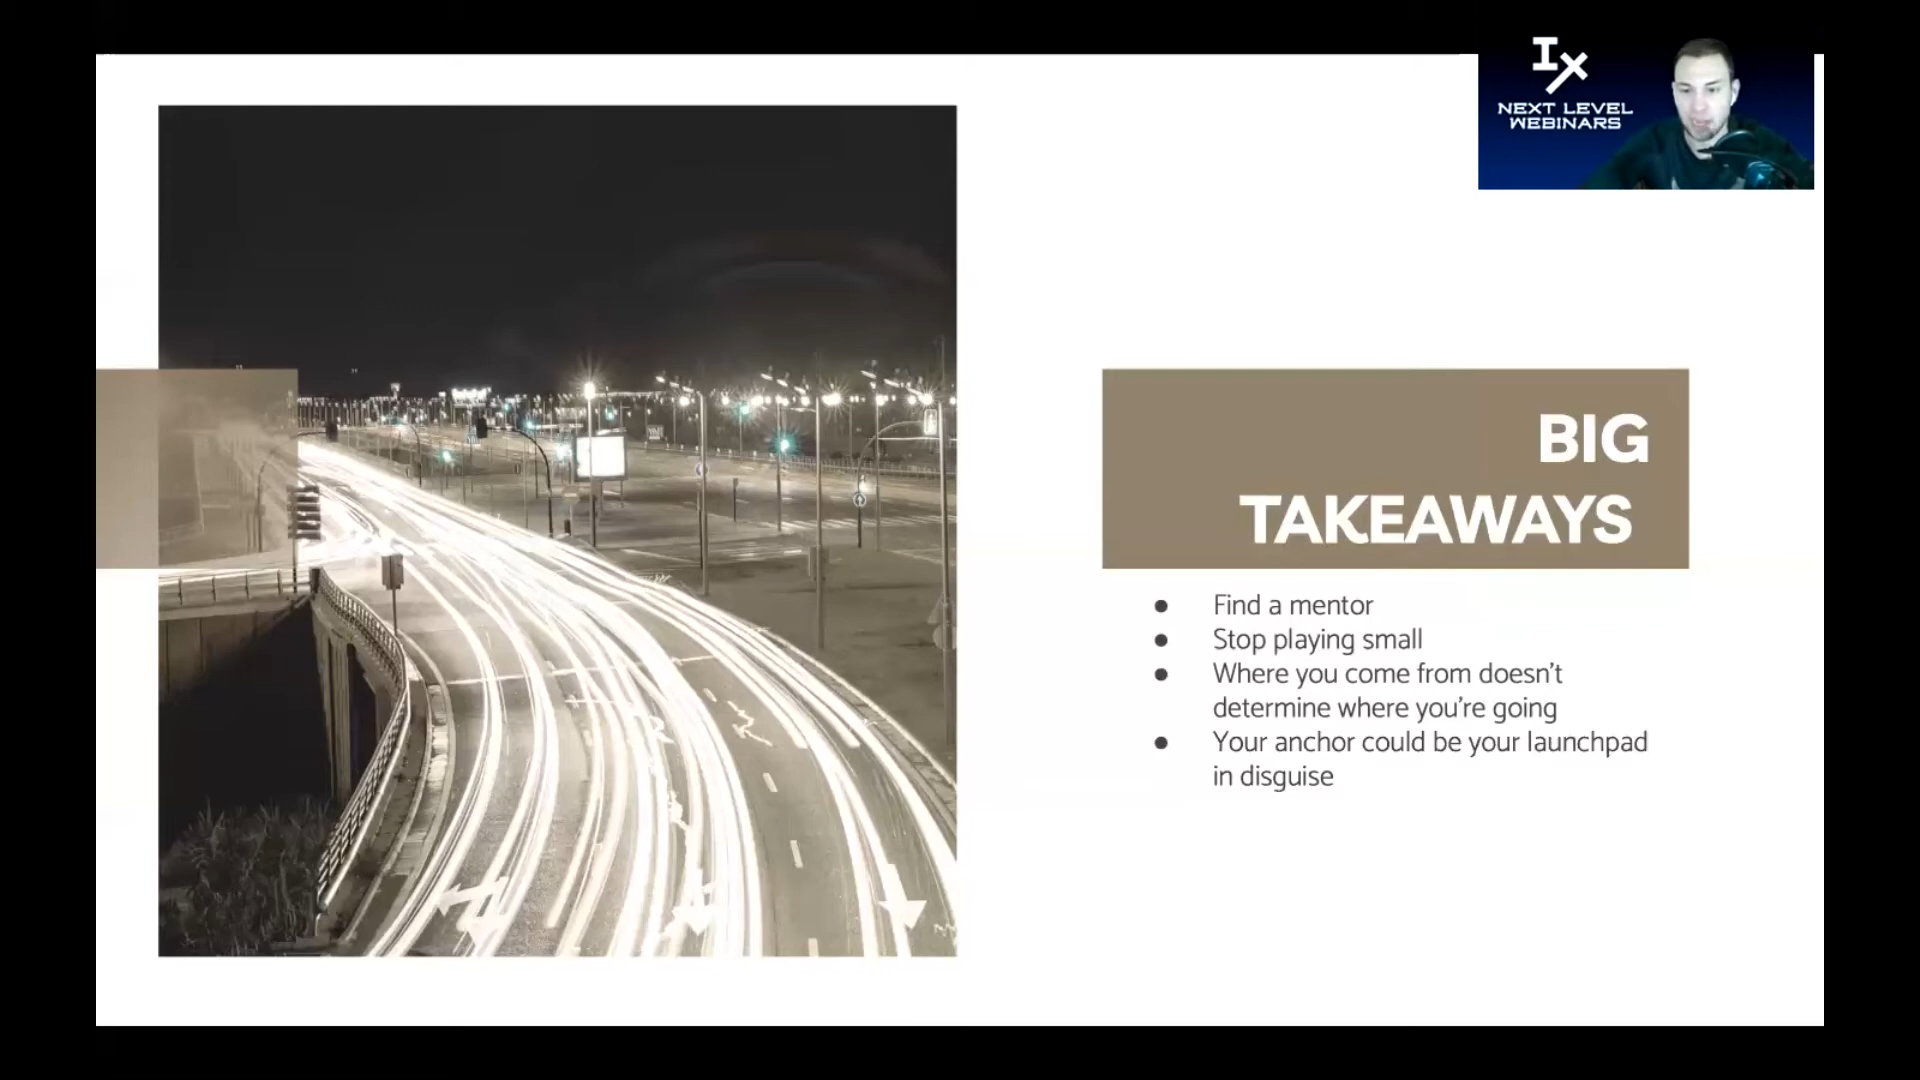 IX
NEXT LEVEL
WEBINARS
BIG
TAKEAWAYS
● Find a mentor
● Stop playing small
● Where you come from doesn't
determine where you're going
● Your anchor could be your launchpad
in disguise